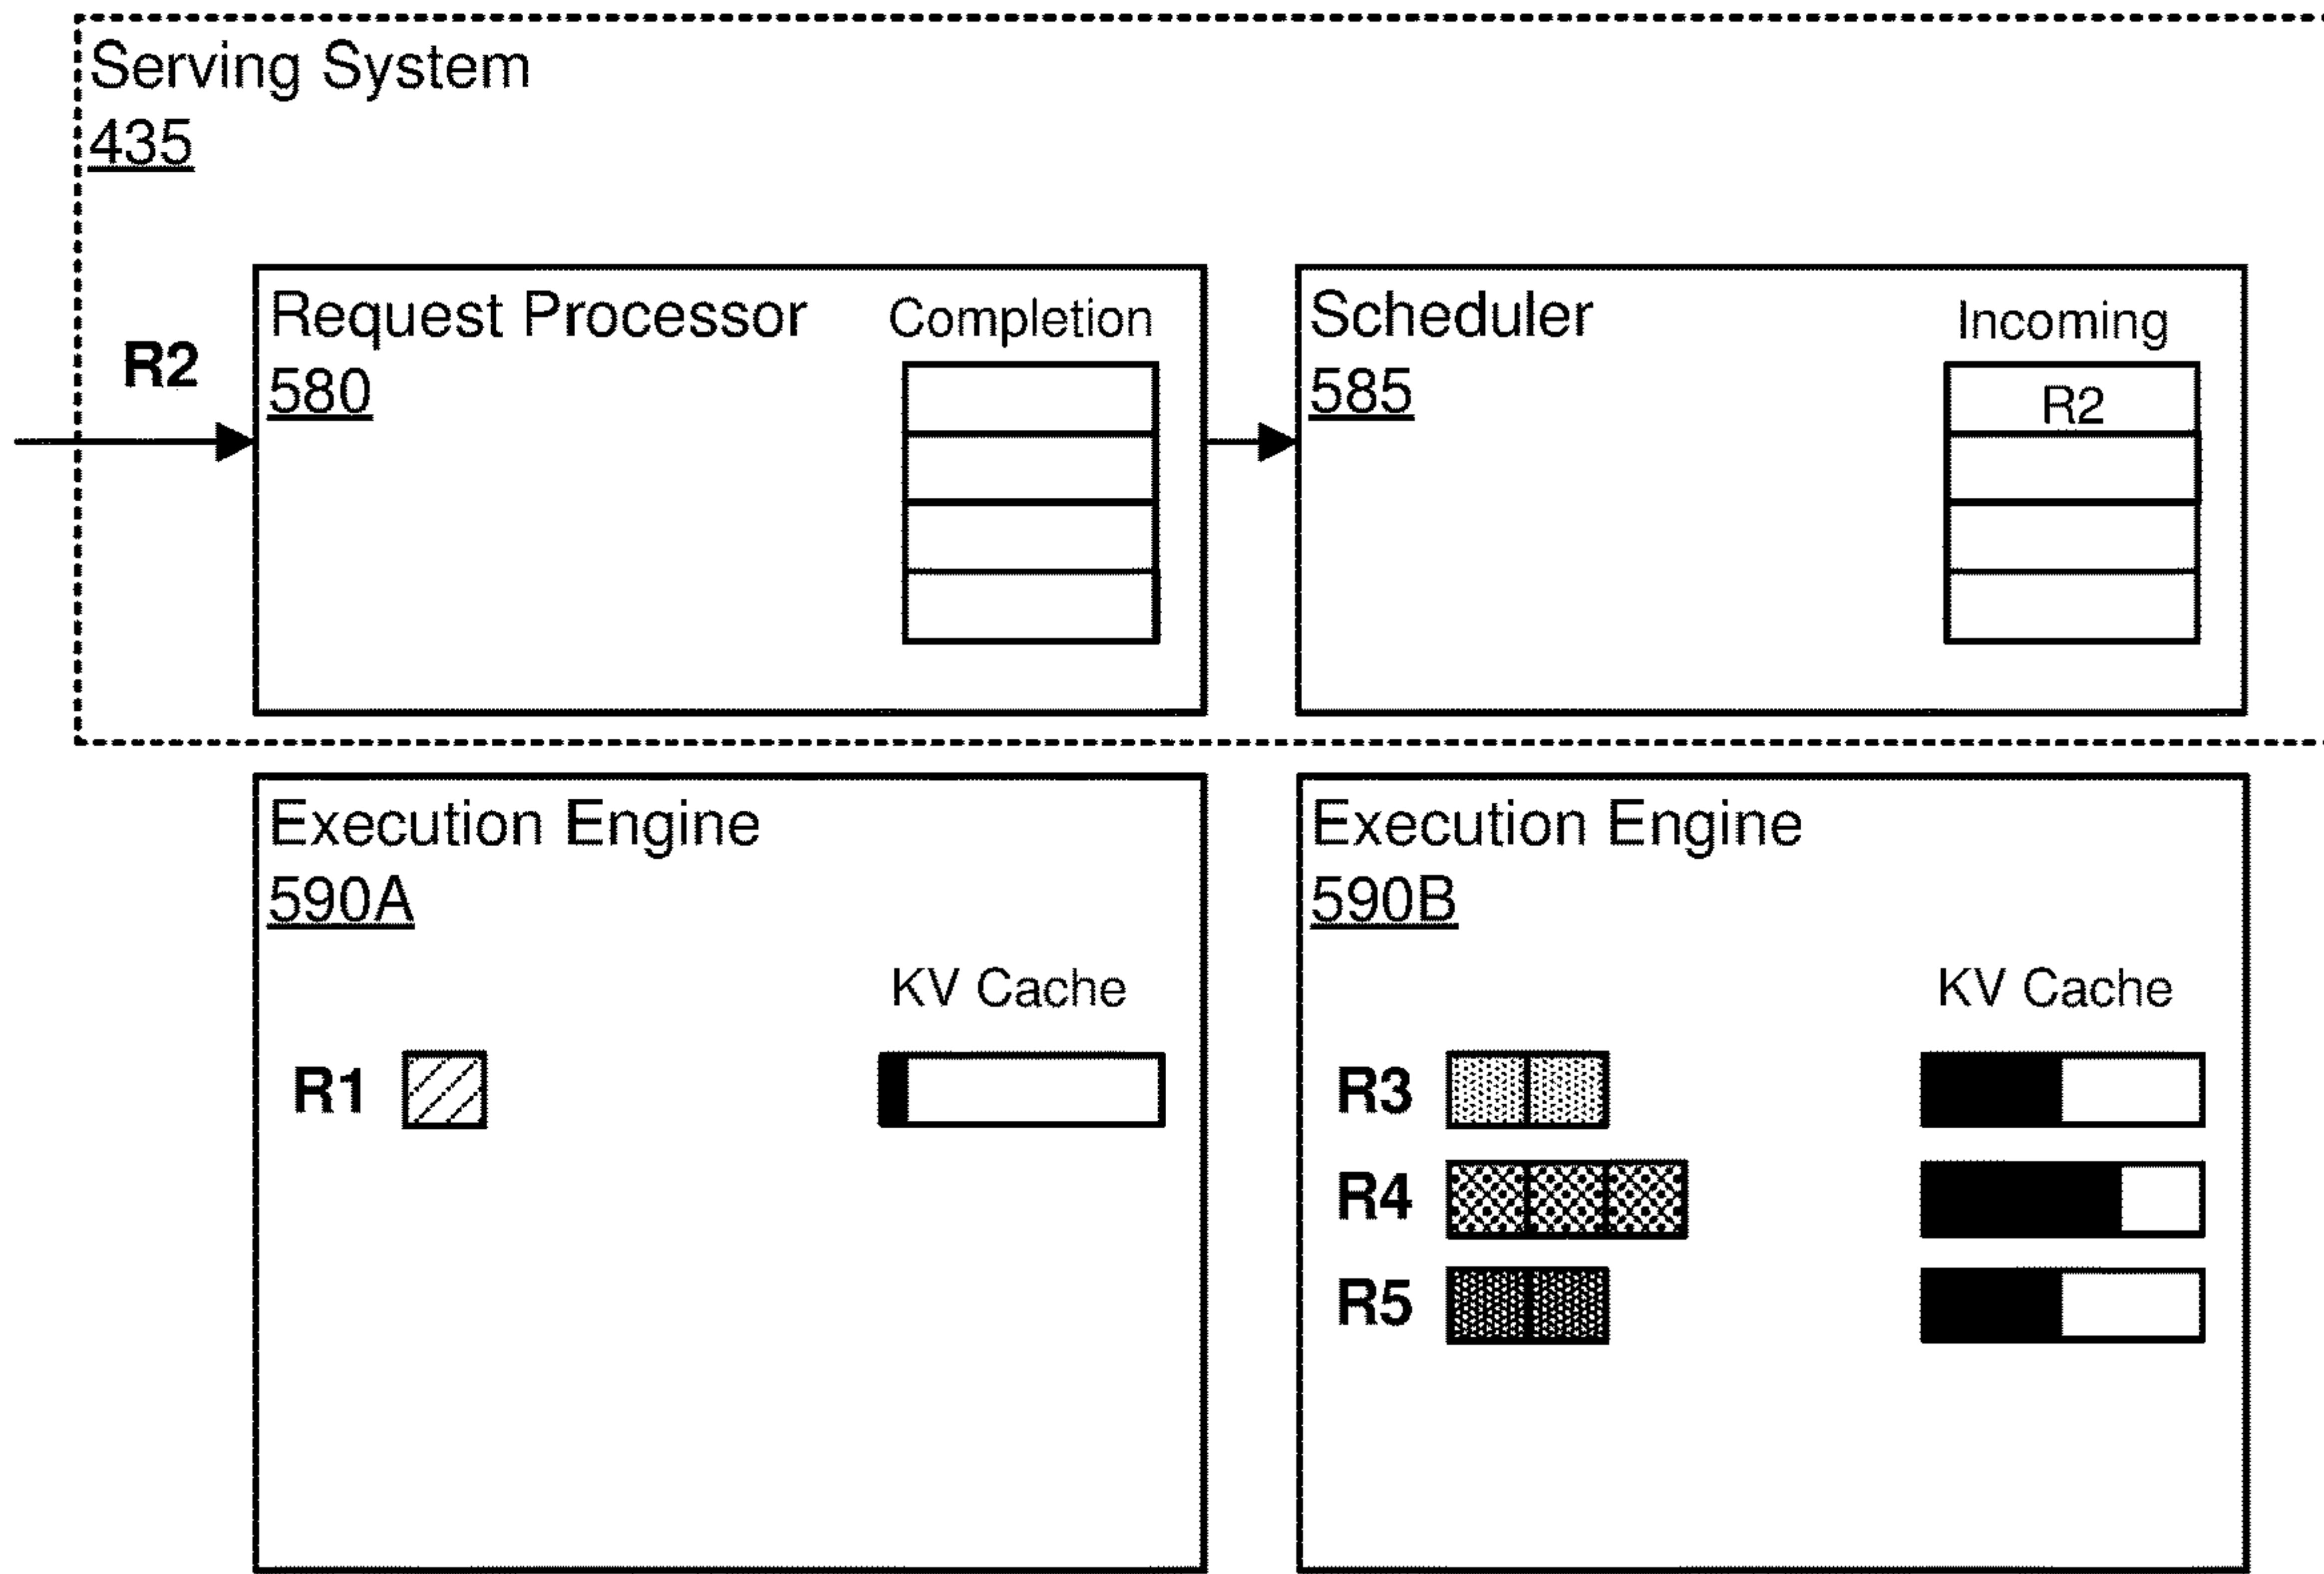 Serving System
435
R2
Request Processor
580
Completion
Scheduler
585
Incoming
R2
Execution Engine
590A
KV Cache
R1
Execution Engine
590B
KV Cache
R3
R4
R5